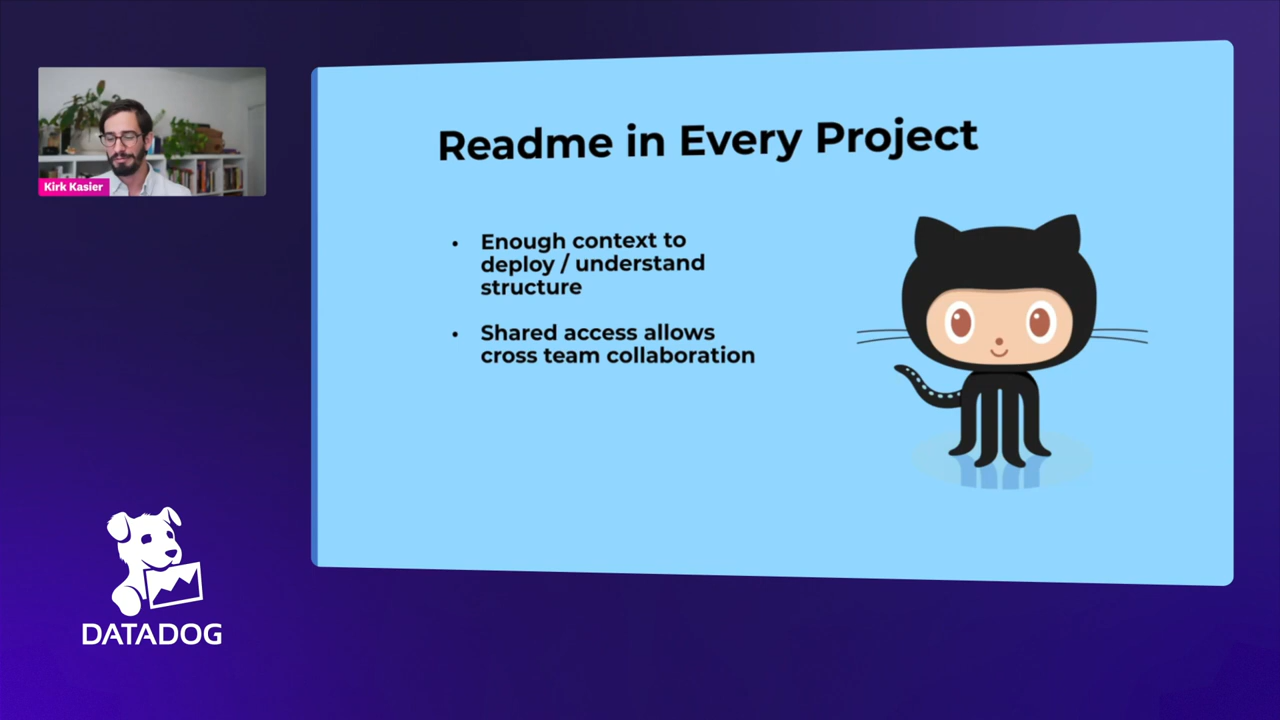 Readme in Every Project
Kirk Kasier
• Enough context to
deploy / understand
structure
• Shared access allows
cross team collaboration
DATADOG